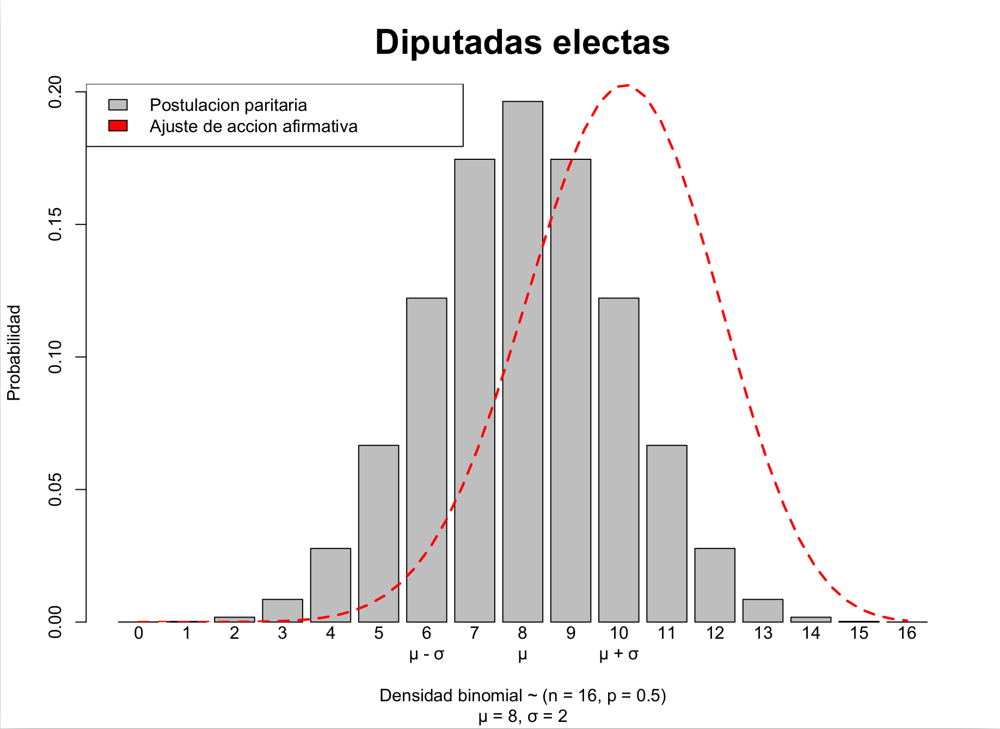 Diputadas electas
Postulacion paritaria
Ajuste de accion afirmativa
Probabilidad
0.20
0.15
0.10
0.05
0.00
0 1 2 3 4 5 6 7 8 9 10 11 12 13 14 15 16
μ - σ μ μ + σ
Densidad binomial ~ (n = 16, p = 0.5)
μ = 8, σ = 2